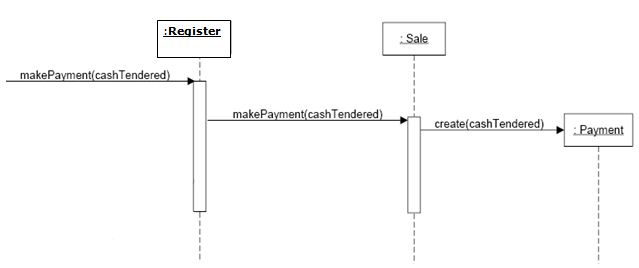 :Register
: Sale
makePayment(cashTendered)
makePayment(cashTendered)
create(cashTendered)
: Payment